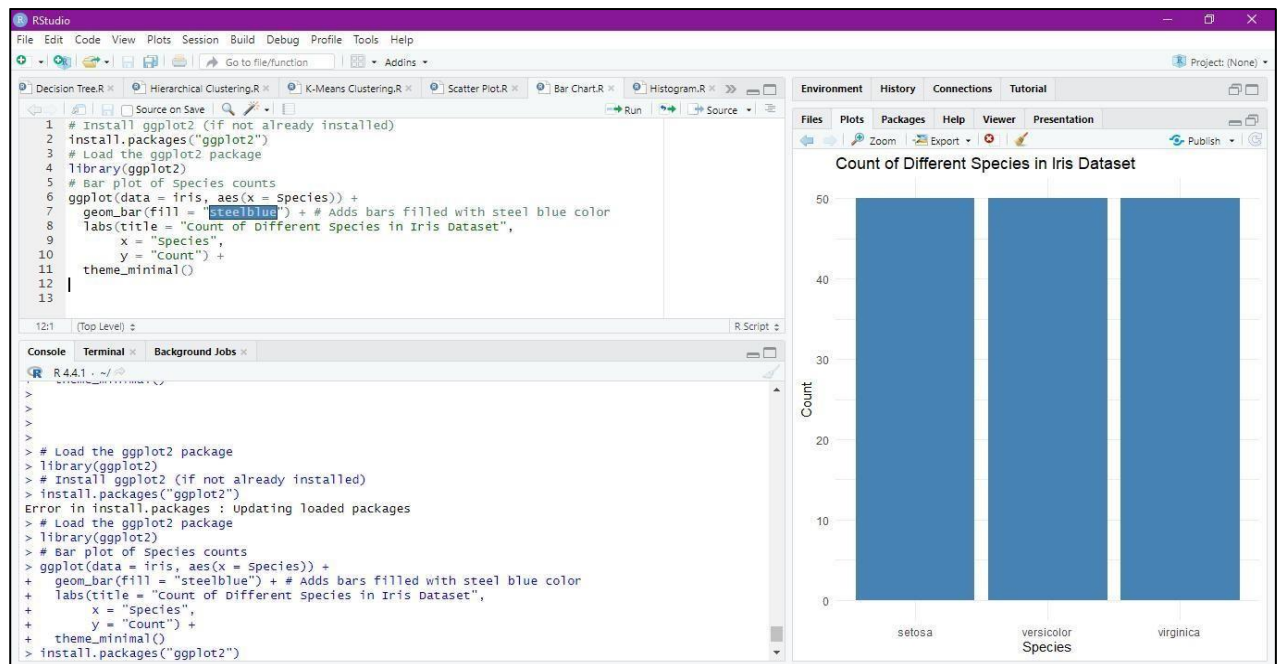 RStudio
File Edit Code View Plots Session Build Debug Profile Tools Help
Go to file/function Addins Project: (None)
Decision Tree.R Hierarchical Clustering.R K-Means Clustering.R Scatter Plot.R Bar Chart.R Histogram.R
Source on Save Run Source
1 # Install ggplot2 (if not already installed)
2 install.packages("ggplot2")
3 # Load the ggplot2 package
4 library(ggplot2)
5 # Bar plot of Species counts
6 ggplot(data = iris, aes(x = Species)) +
7 geom_bar(fill = "steelblue") + # Adds bars filled with steel blue color
8 labs(title = "Count of Different Species in Iris Dataset",
9 x = "Species",
10 y = "Count") +
11 theme_minimal()
12
13
12:1 (Top Level) R Script
Console Terminal Background Jobs
R 4.4.1 · ~/
+ theme_minimal()
>
>
>
>
> # Load the ggplot2 package
> library(ggplot2)
> # Install ggplot2 (if not already installed)
> install.packages("ggplot2")
Error in install.packages : Updating loaded packages
> # Load the ggplot2 package
> library(ggplot2)
> # Bar plot of Species counts
> ggplot(data = iris, aes(x = Species)) +
+ geom_bar(fill = "steelblue") + # Adds bars filled with steel blue color
+ labs(title = "Count of Different Species in Iris Dataset",
+ x = "Species",
+ y = "Count") +
+ theme_minimal()
> install.packages("ggplot2")
Environment History Connections Tutorial
Files Plots Packages Help Viewer Presentation
Zoom Export Publish
Count of Different Species in Iris Dataset
50
40
30
Count
20
10
0
setosa versicolor virginica
Species